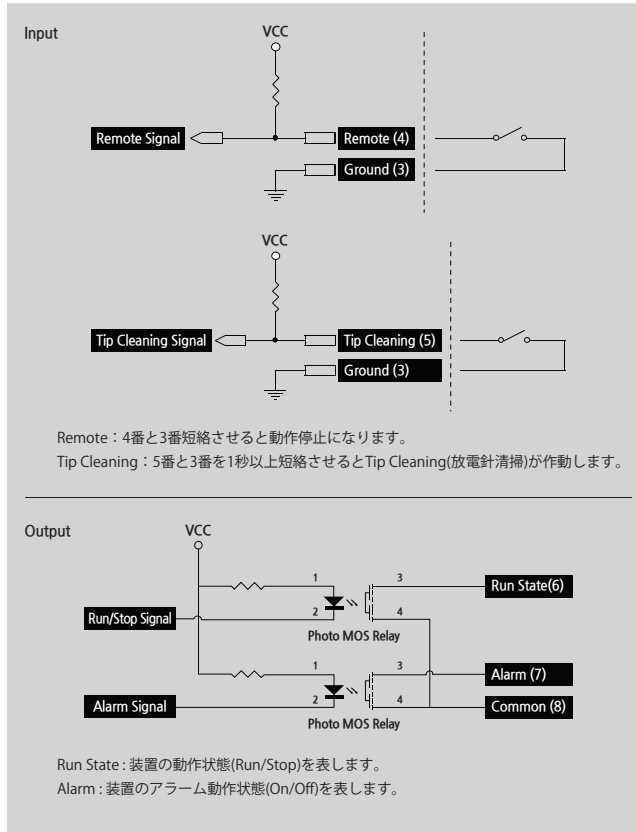 Input
VCC
Remote Signal
Remote (4)
Ground (3)
VCC
Tip Cleaning Signal
Tip Cleaning (5)
Ground (3)
Remote：4番と3番短絡させると動作停止になります。
Tip Cleaning：5番と3番を1秒以上短絡させるとTip Cleaning(放電針清掃)が作動します。
Output
VCC
1
3
Run State(6)
Run/Stop Signal
2
4
Photo MOS Relay
1
3
Alarm (7)
Alarm Signal
2
4
Common (8)
Photo MOS Relay
Run State : 装置の動作状態(Run/Stop)を表します。
Alarm : 装置のアラーム動作状態(On/Off)を表します。